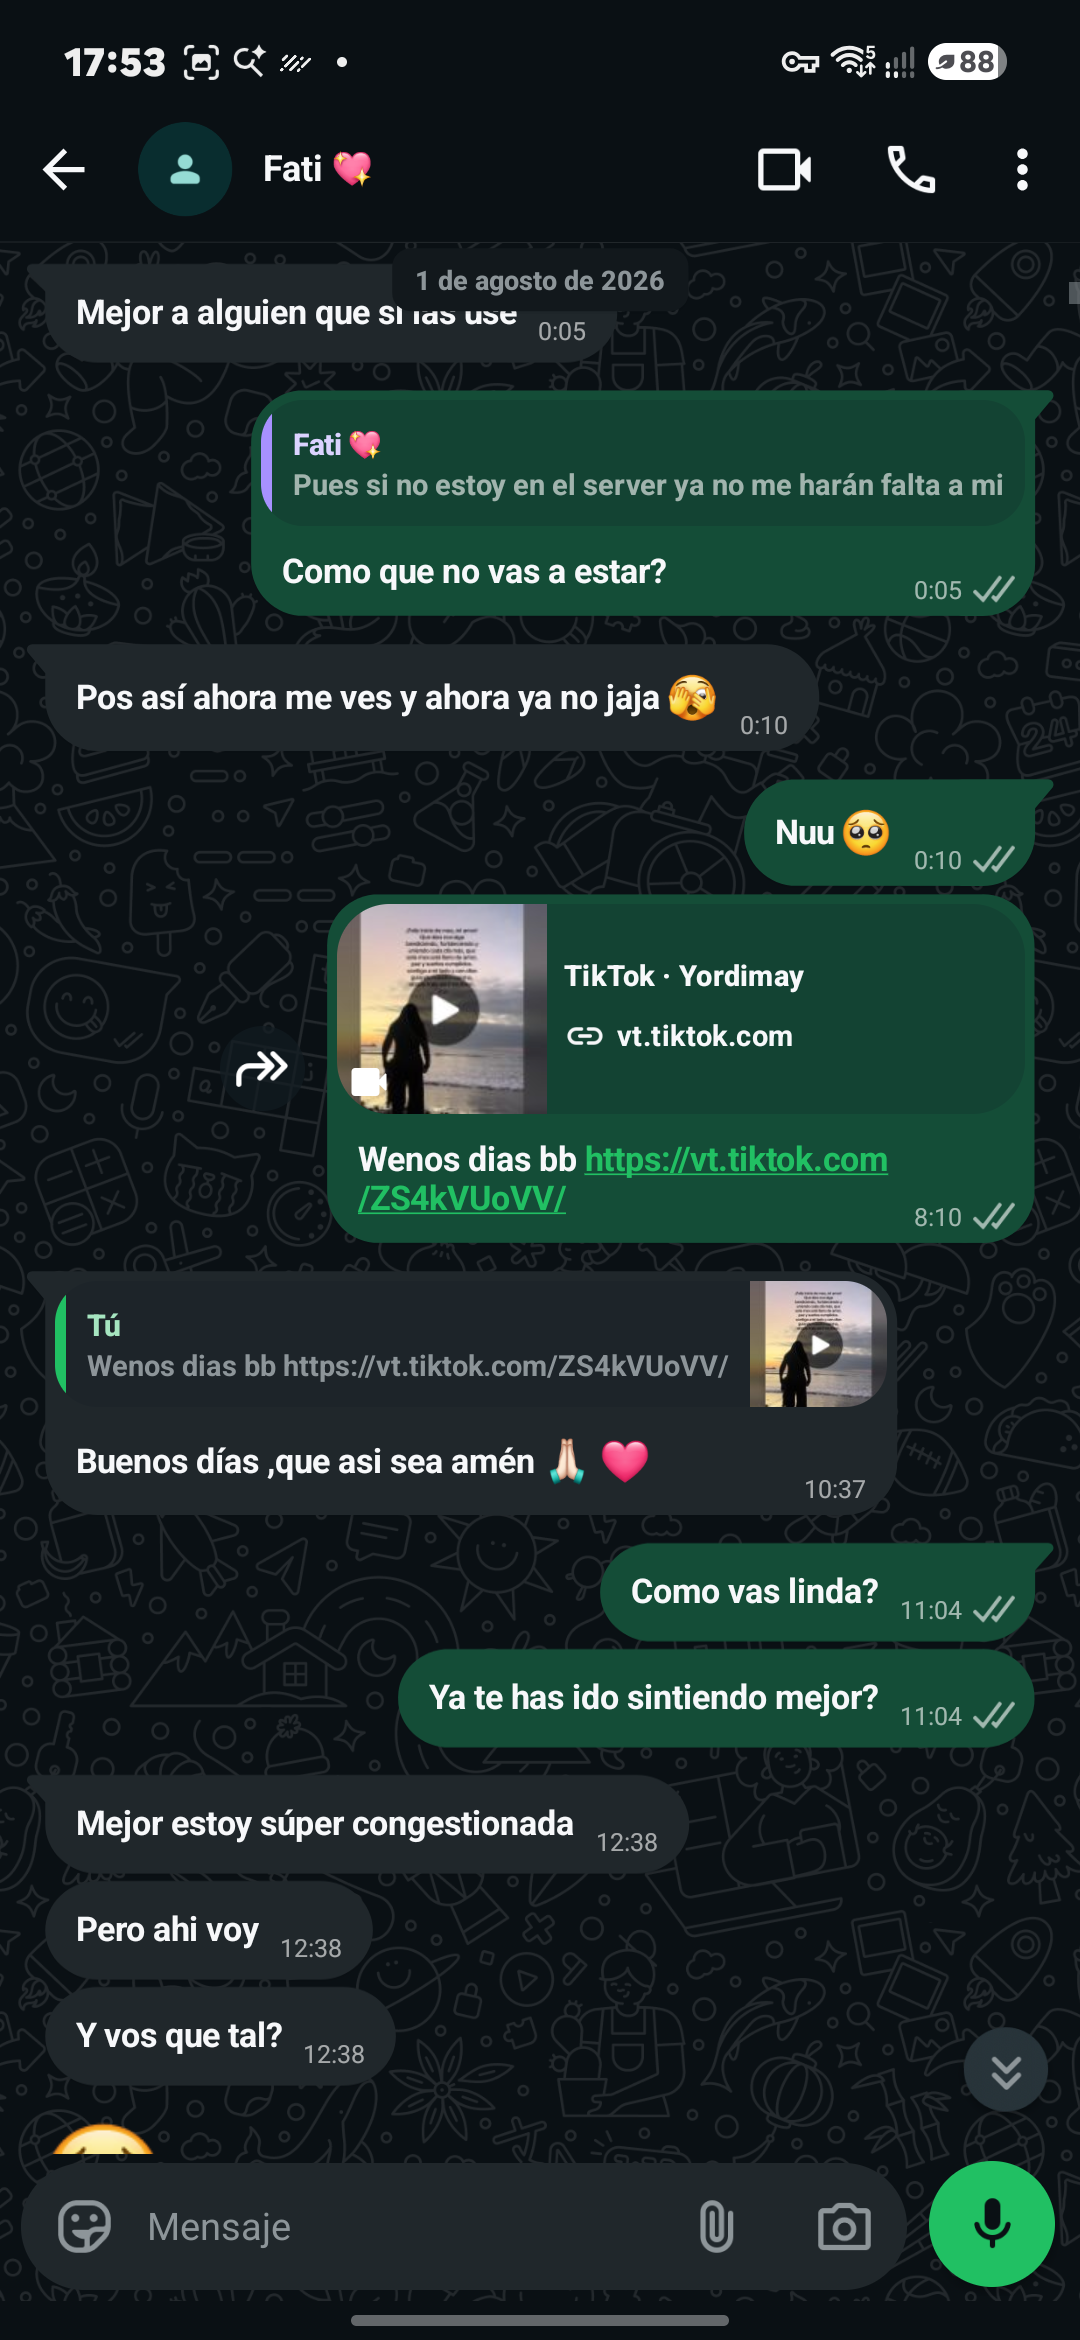 17:53
5
88
Fati 💖
1 de agosto de 2026
Mejor a alguien que si las use
0:05
Fati 💖
Pues si no estoy en el server ya no me harán falta a mi
Como que no vas a estar?
0:05
Pos así ahora me ves y ahora ya no jaja 🫣
0:10
Nuu 🥺
0:10
TikTok · Yordimay
vt.tiktok.com
Wenos dias bb https://vt.tiktok.com
/ZS4kVUoVV/
8:10
Tú
Wenos dias bb https://vt.tiktok.com/ZS4kVUoVV/
Buenos días ,que asi sea amén 🙏🏻 🩷
10:37
Como vas linda?
11:04
Ya te has ido sintiendo mejor?
11:04
Mejor estoy súper congestionada
12:38
Pero ahi voy
12:38
Y vos que tal?
12:38
Mensaje